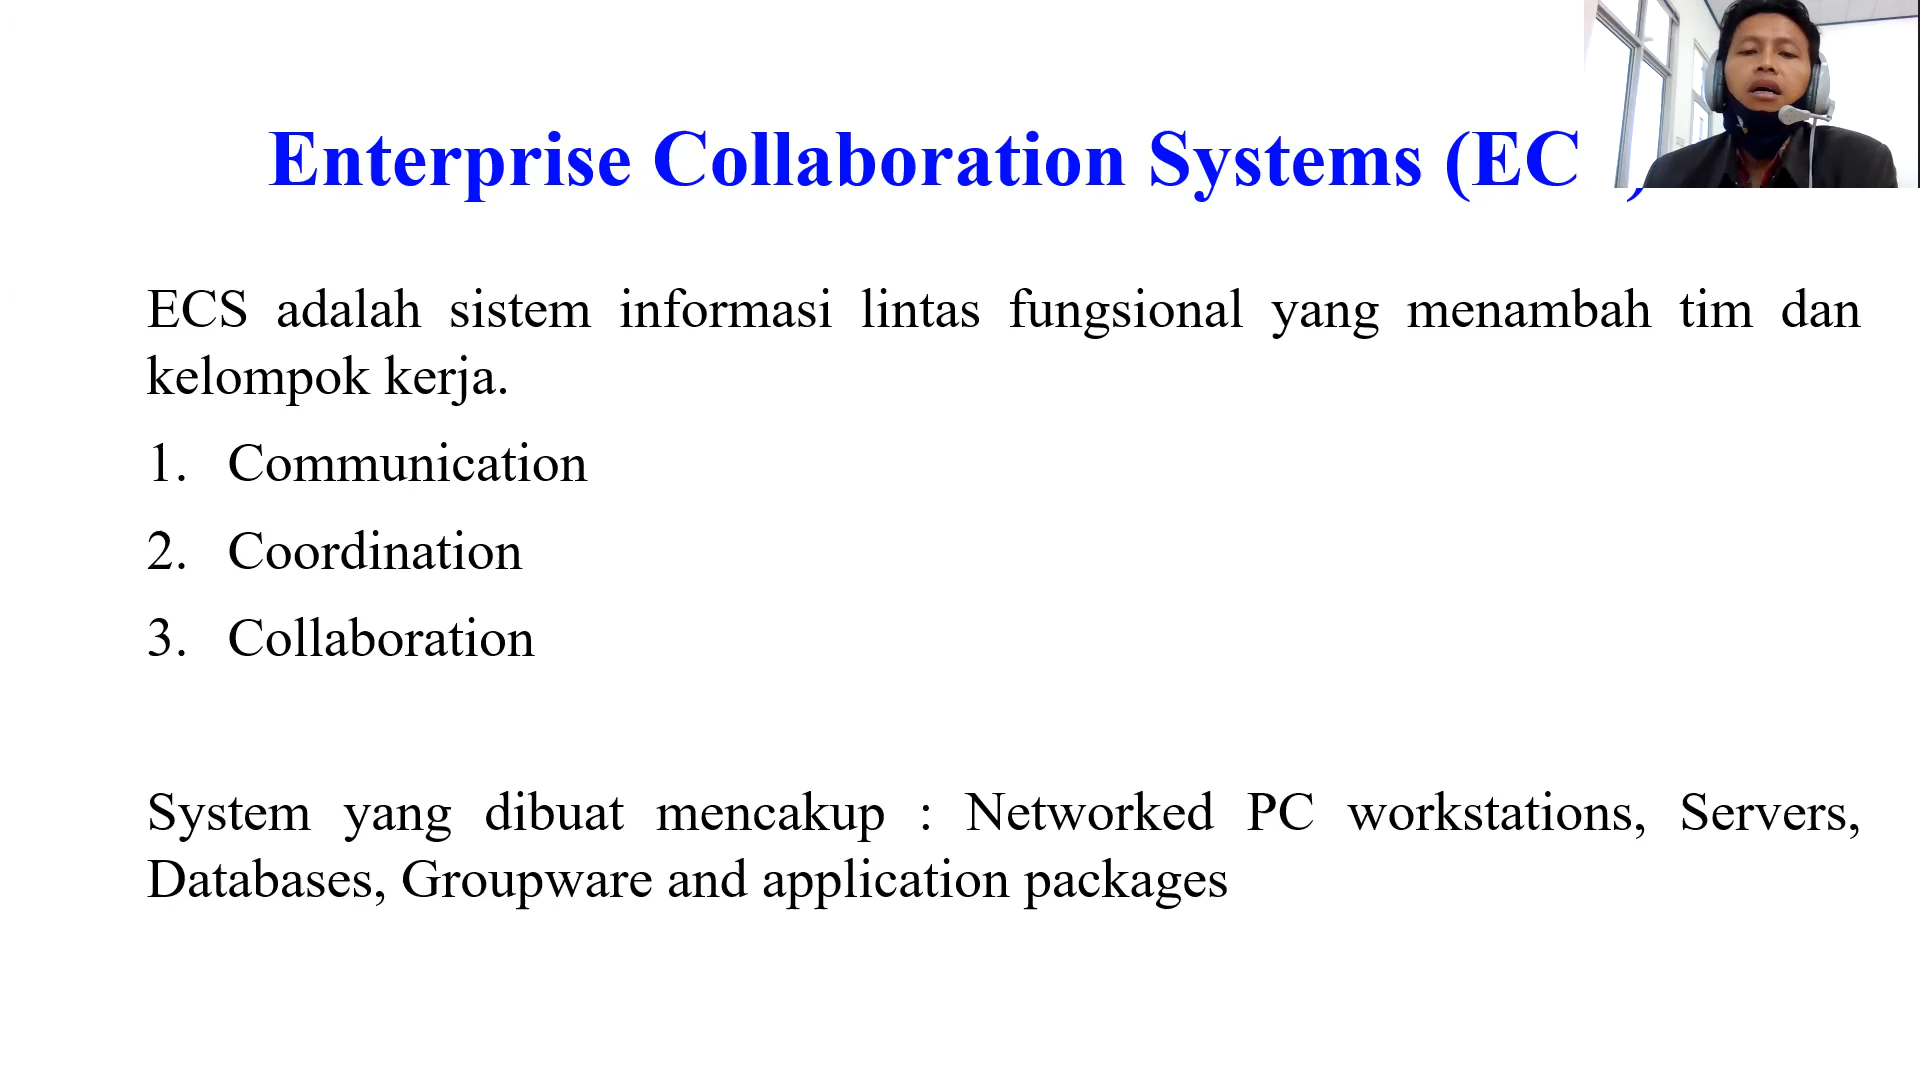 Enterprise Collaboration Systems (EC )
ECS adalah sistem informasi lintas fungsional yang menambah tim dan
kelompok kerja.
1. Communication
2. Coordination
3. Collaboration
System yang dibuat mencakup : Networked PC workstations, Servers,
Databases, Groupware and application packages